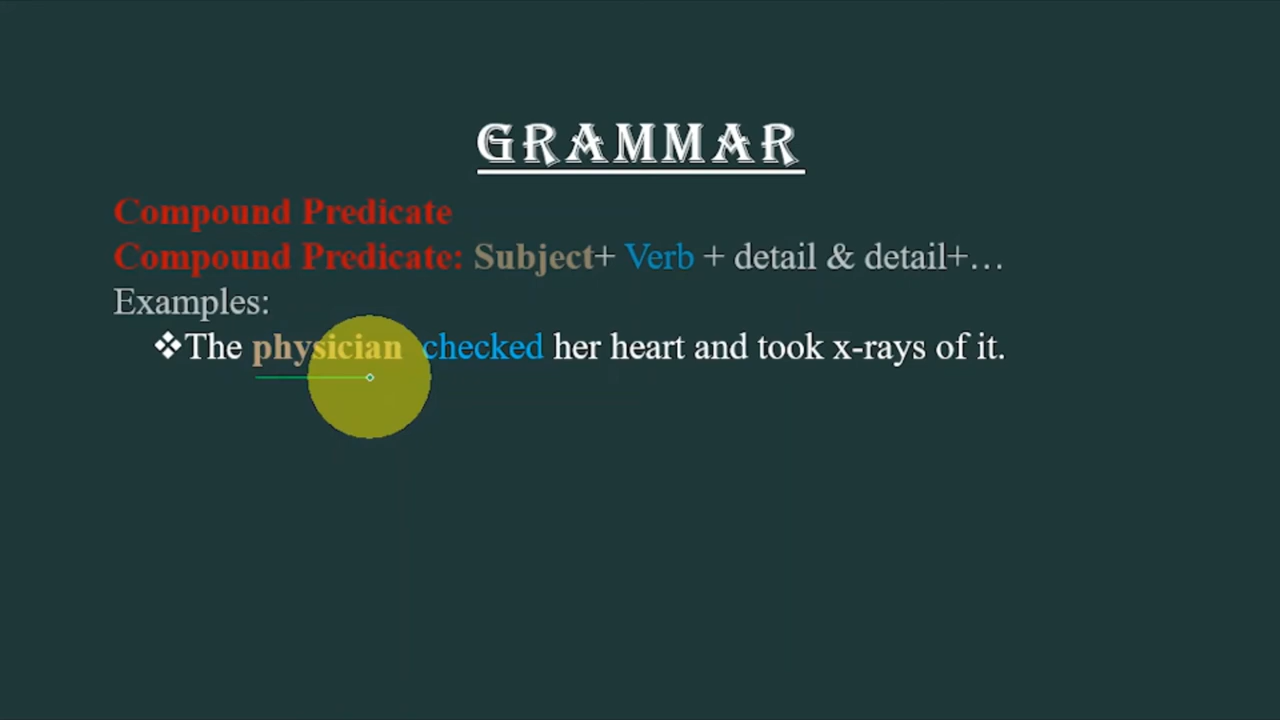 GRAMMAR
Compound Predicate
Compound Predicate: Subject+ Verb + detail & detail+…
Examples:
❖The physician checked her heart and took x-rays of it.